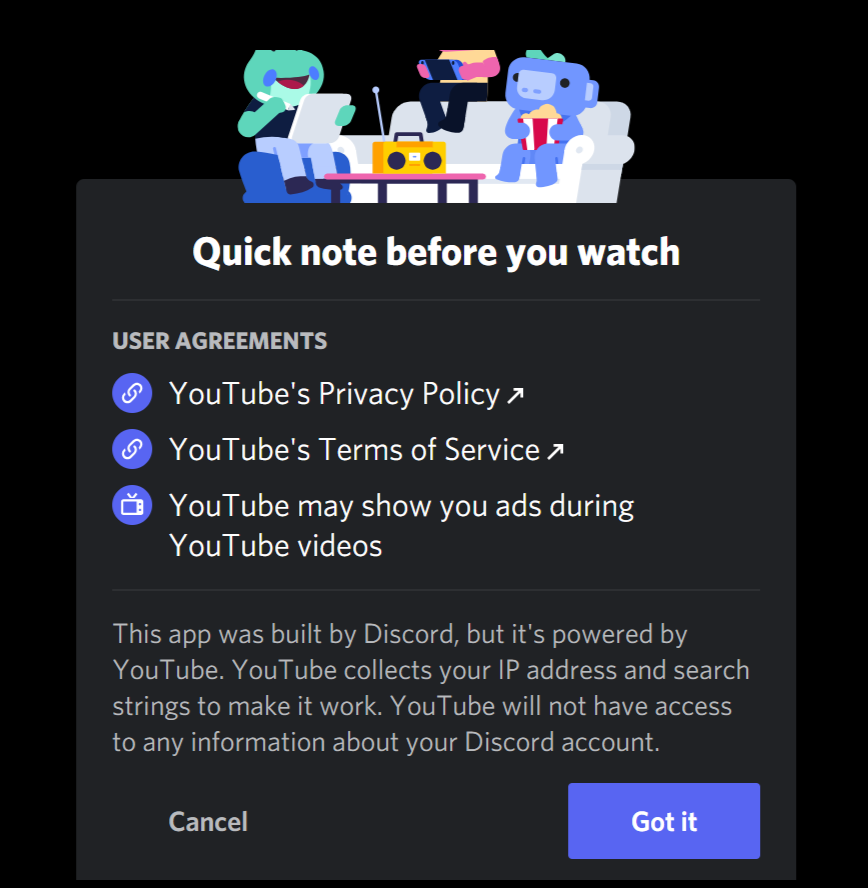 Quick note before you watch
USER AGREEMENTS
YouTube's Privacy Policy ↗
YouTube's Terms of Service ↗
YouTube may show you ads during
YouTube videos
This app was built by Discord, but it's powered by
YouTube. YouTube collects your IP address and search
strings to make it work. YouTube will not have access
to any information about your Discord account.
Cancel
Got it